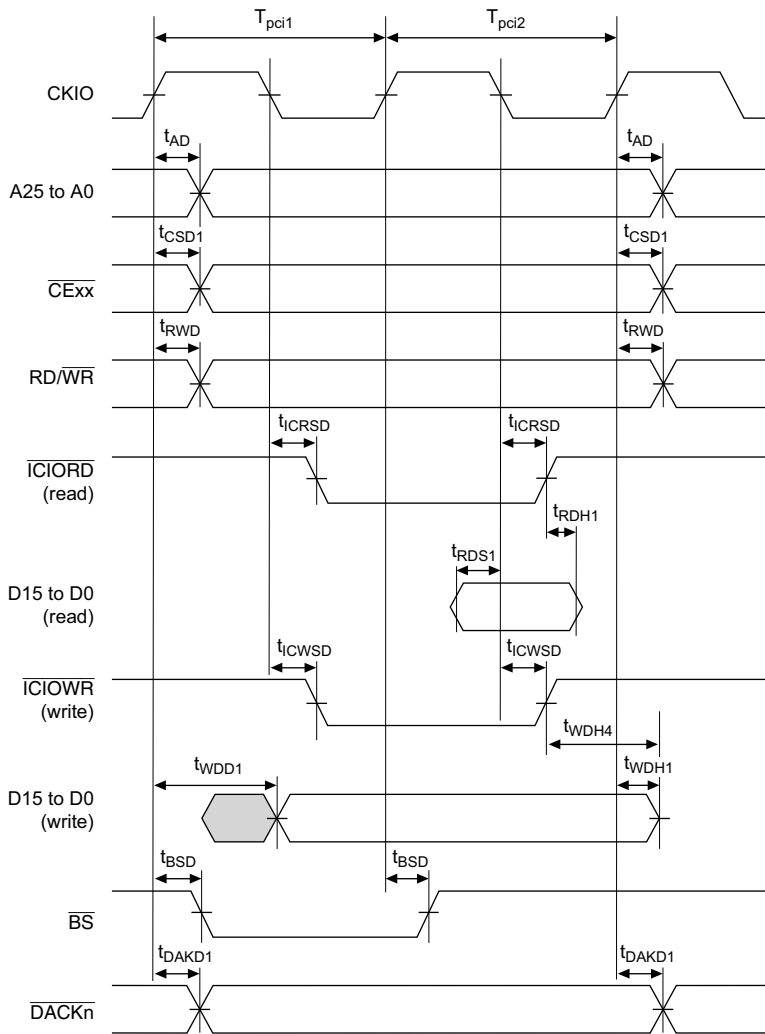 Tpci1 Tpci2
CKIO
tAD tAD
A25 to A0
tCSD1 tCSD1
CExx
tRWD tRWD
RD/WR
tICRSD tICRSD
ICIORD
(read)
tRDH1
tRDS1
D15 to D0
(read)
tICWSD tICWSD
ICIOWR
(write)
tWDH4
tWDD1 tWDH1
D15 to D0
(write)
tBSD tBSD
BS
tDAKD1 tDAKD1
DACKn